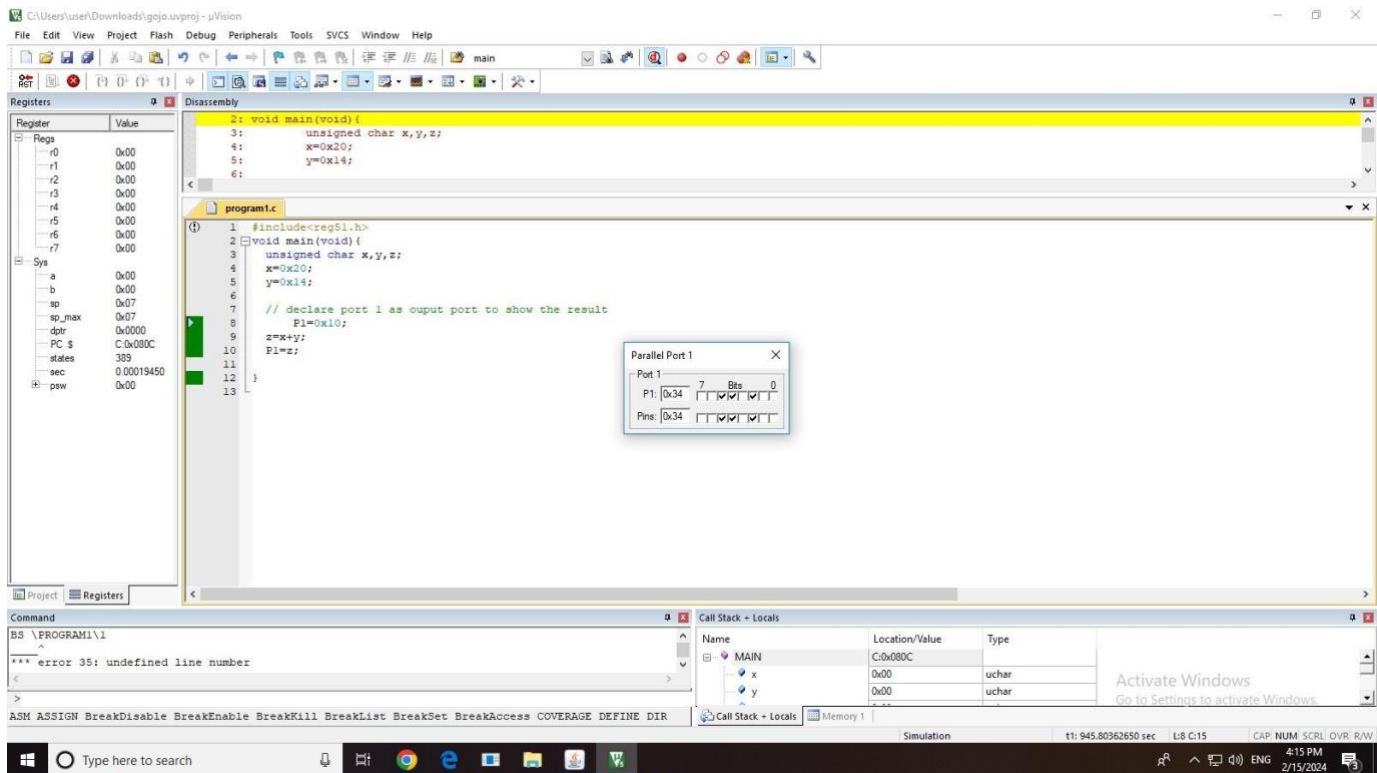 C:\Users\user\Downloads\gojo.uvproj - µVision
File Edit View Project Flash Debug Peripherals Tools SVCS Window Help
main
RST
Registers
Disassembly
Register Value
Regs
r0 0x00
r1 0x00
r2 0x00
r3 0x00
r4 0x00
r5 0x00
r6 0x00
r7 0x00
Sys
a 0x00
b 0x00
sp 0x07
sp_max 0x07
dptr 0x0000
PC $ C:0x080C
states 389
sec 0.00019450
psw 0x00
2: void main(void){
3: unsigned char x,y,z;
4: x=0x20;
5: y=0x14;
6:
program1.c
1 #include<reg51.h>
2 void main(void){
3 unsigned char x,y,z;
4 x=0x20;
5 y=0x14;
6
7 // declare port 1 as ouput port to show the result
8 P1=0x10;
9 z=x+y;
10 P1=z;
11
12 }
13
Parallel Port 1
Port 1
7 Bits 0
P1: 0x34
Pins: 0x34
Project Registers
Command
BS \PROGRAM1\1
^
*** error 35: undefined line number
>
ASM ASSIGN BreakDisable BreakEnable BreakKill BreakList BreakSet BreakAccess COVERAGE DEFINE DIR
Call Stack + Locals
Name Location/Value Type
MAIN C:0x080C
x 0x00 uchar
y 0x00 uchar
Call Stack + Locals Memory 1
Activate Windows
Go to Settings to activate Windows.
Simulation t1: 945.80362650 sec L:8 C:15 CAP NUM SCRL OVR R/W
Type here to search
ENG
4:15 PM
2/15/2024
3